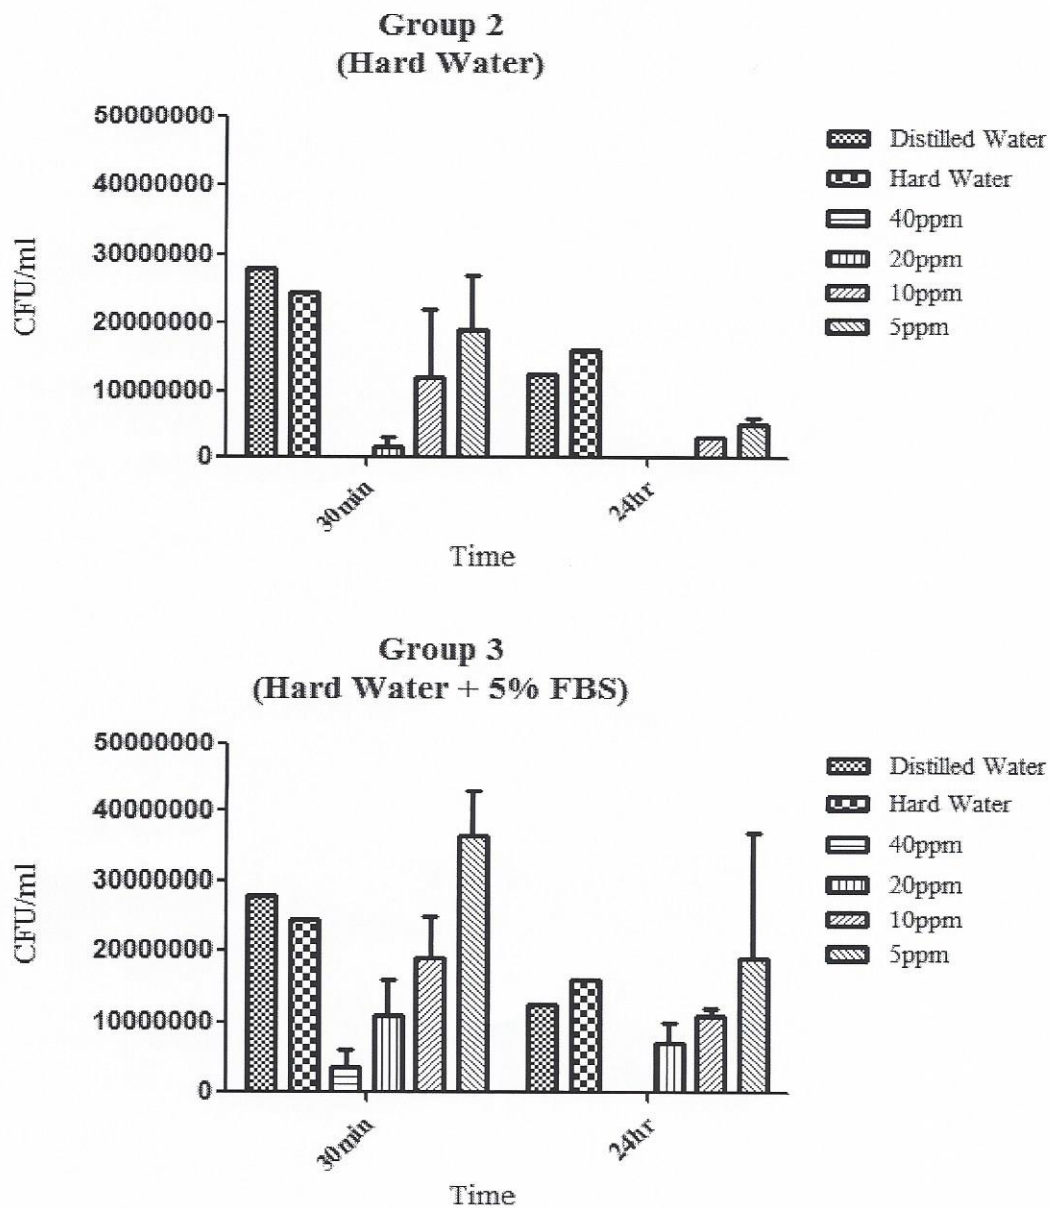 Group 2
(Hard Water)
50000000
40000000
30000000
20000000
10000000
0
CFU/ml
30min
24hr
Time
Distilled Water
Hard Water
40ppm
20ppm
10ppm
5ppm
Group 3
(Hard Water + 5% FBS)
50000000
40000000
30000000
20000000
10000000
0
CFU/ml
30min
24hr
Time
Distilled Water
Hard Water
40ppm
20ppm
10ppm
5ppm